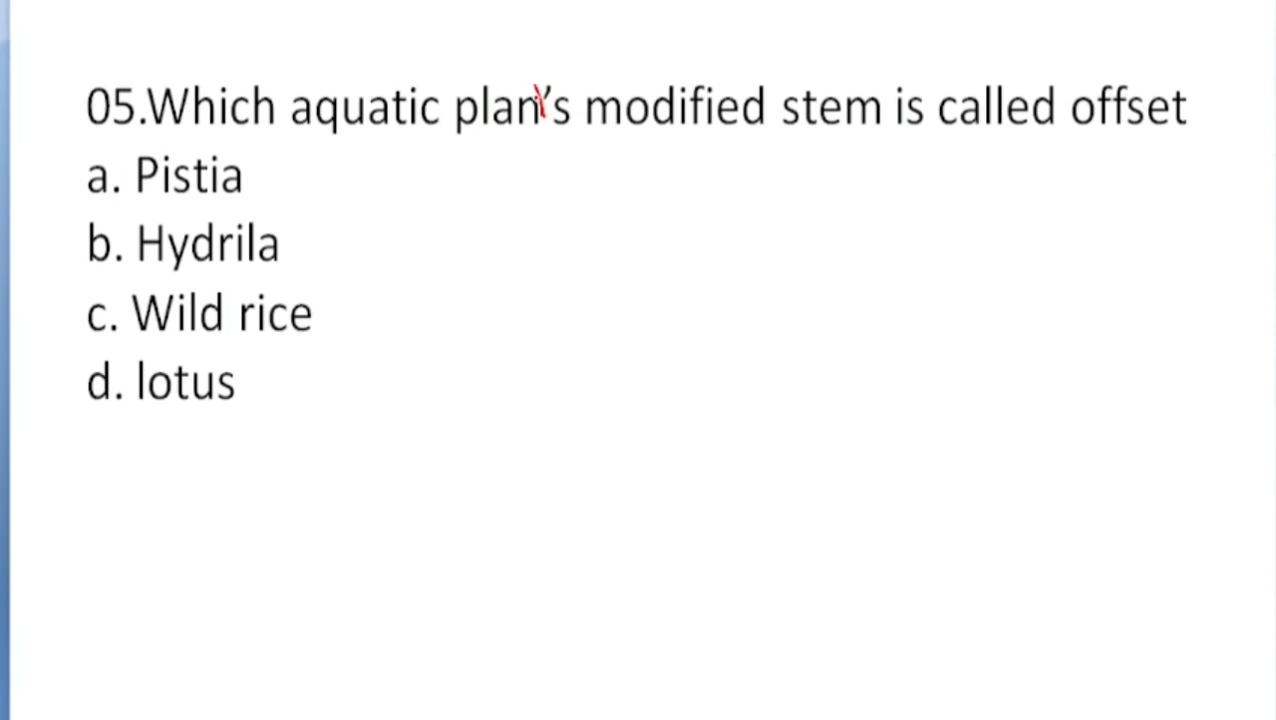 05.Which aquatic plan's modified stem is called offset
a. Pistia
b. Hydrila
c. Wild rice
d. lotus